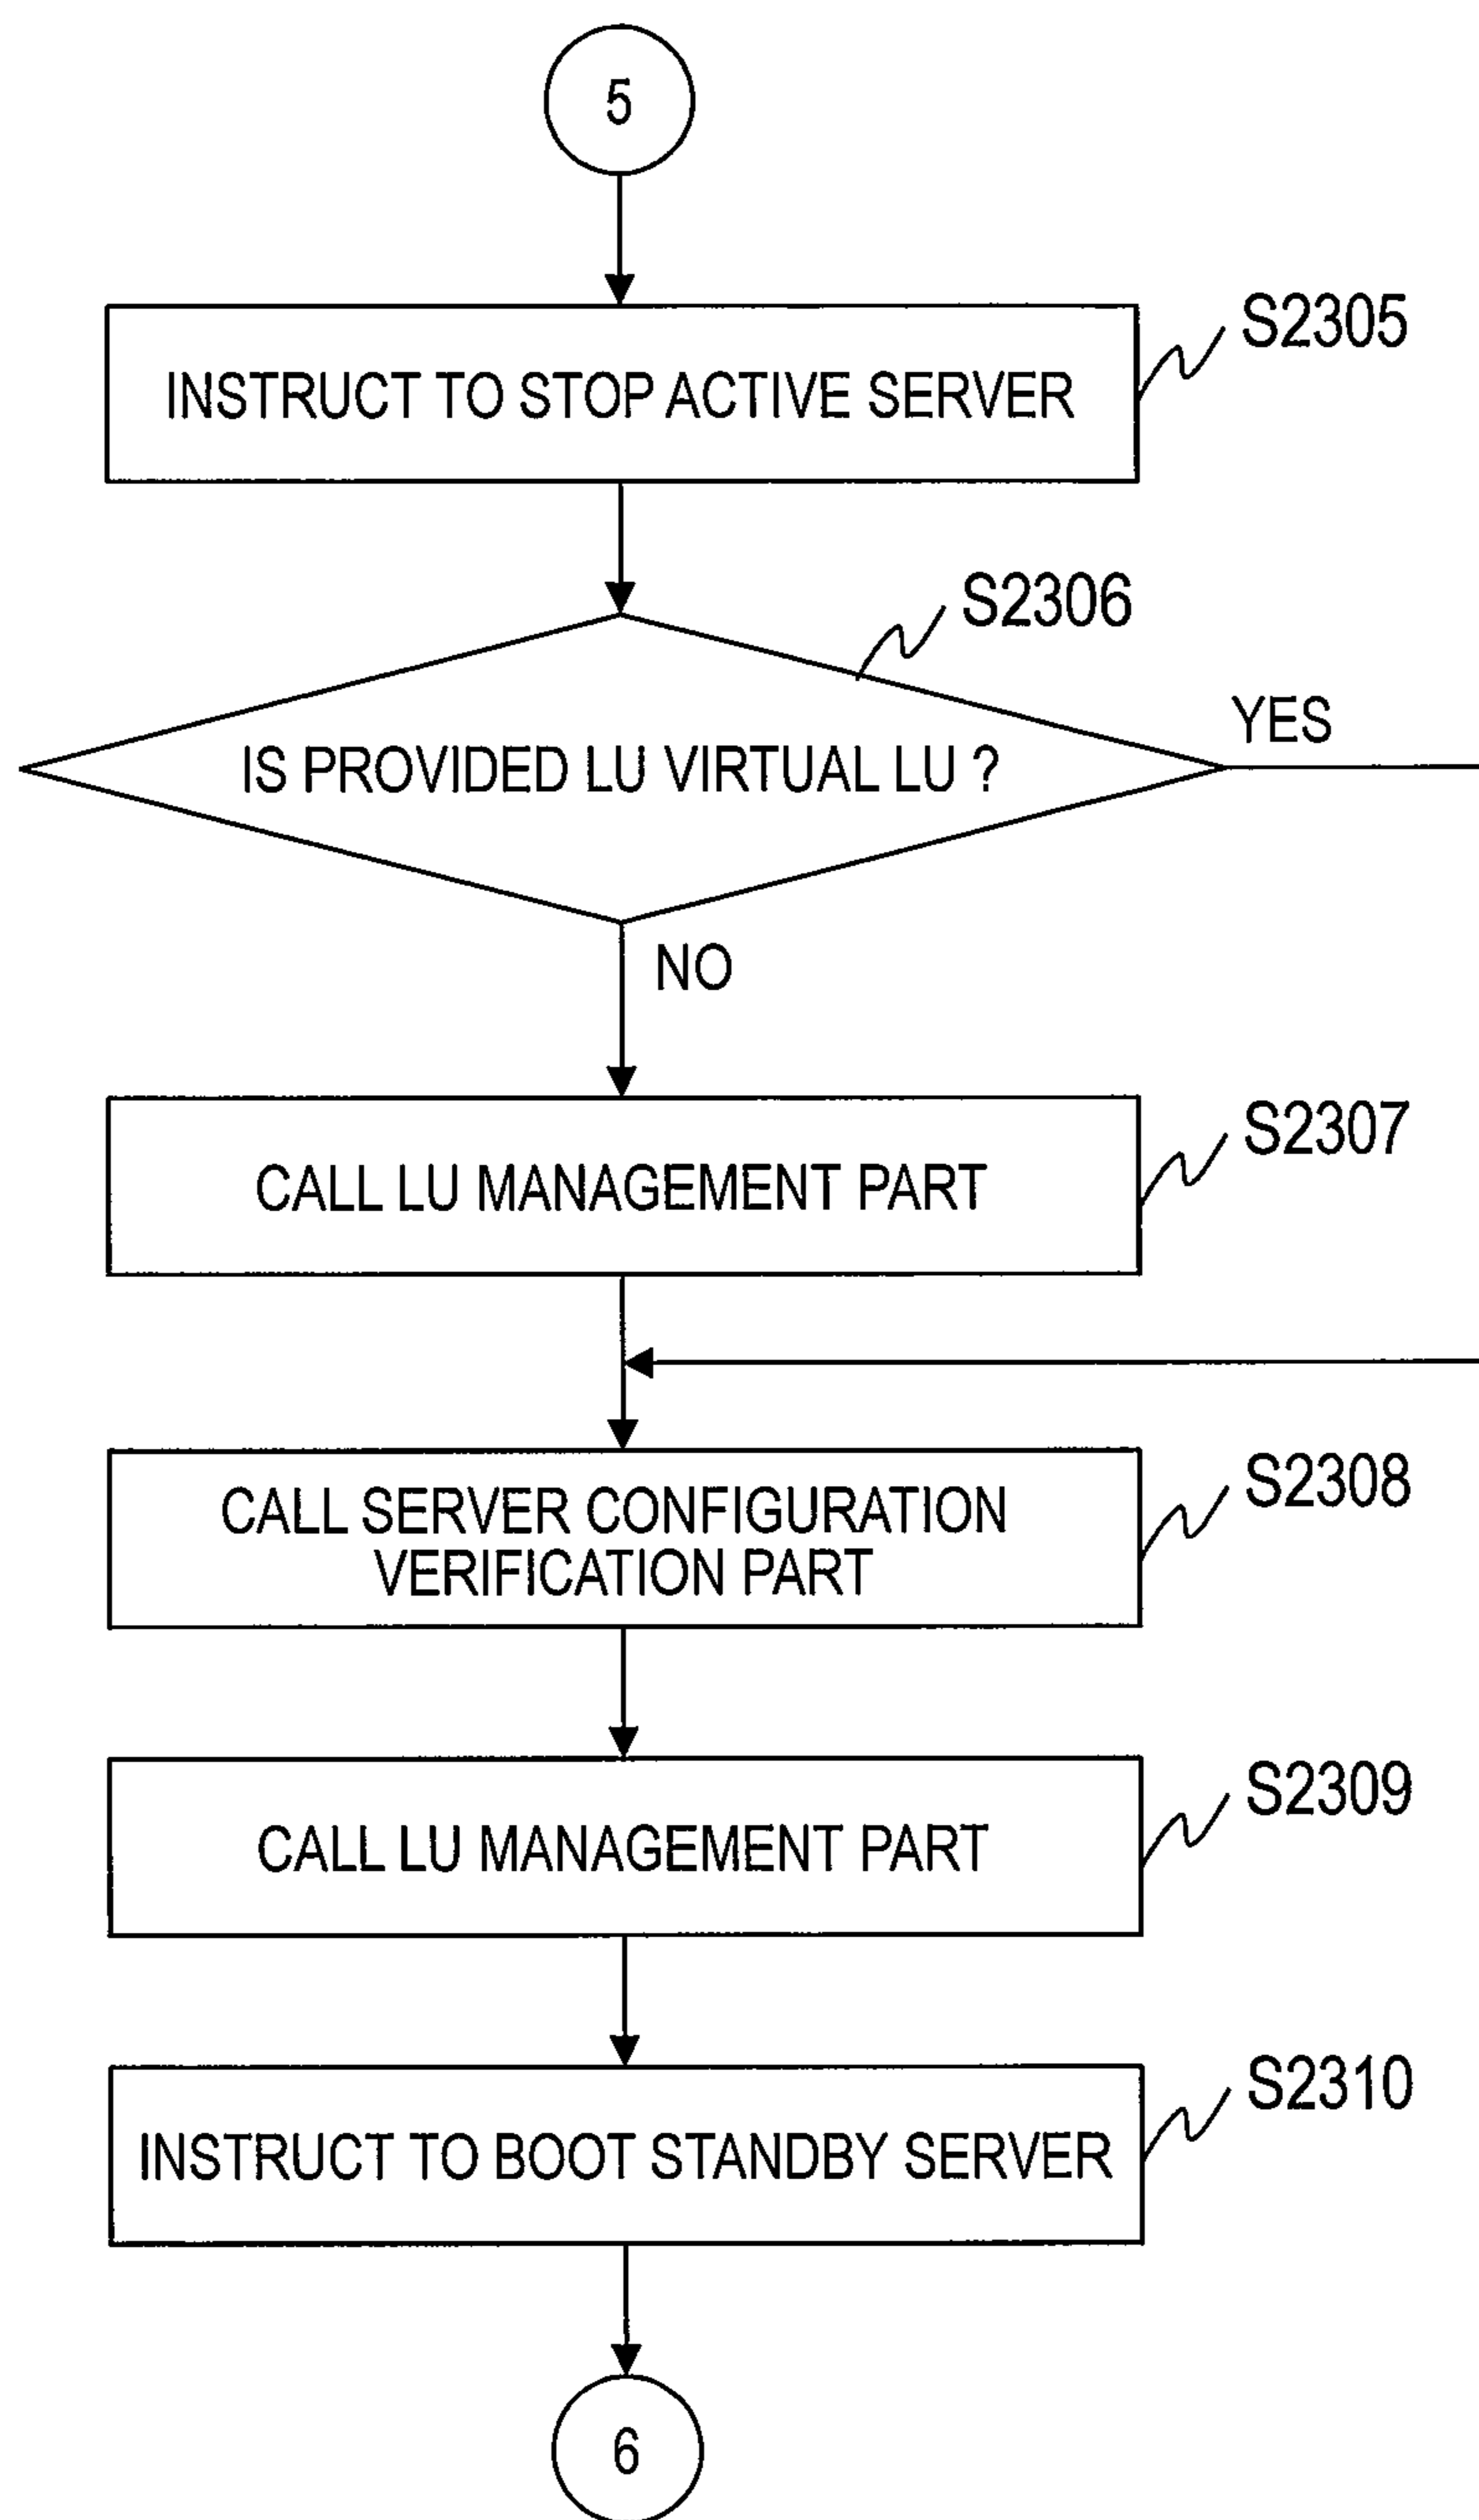 5
INSTRUCT TO STOP ACTIVE SERVER
S2305
S2306
IS PROVIDED LU VIRTUAL LU ?
YES
NO
CALL LU MANAGEMENT PART
S2307
CALL SERVER CONFIGURATION
VERIFICATION PART
S2308
CALL LU MANAGEMENT PART
S2309
INSTRUCT TO BOOT STANDBY SERVER
S2310
6